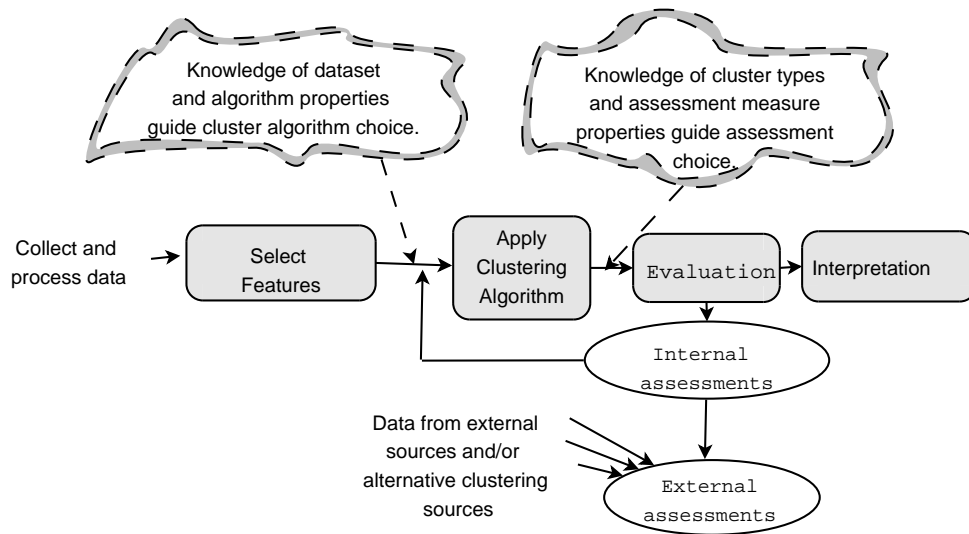 Knowledge of dataset
and algorithm properties
guide cluster algorithm choice.
Knowledge of cluster types
and assessment measure
properties guide assessment
choice.
Collect and
process data
Select
Features
Apply
Clustering
Algorithm
Evaluation
Interpretation
Internal
assessments
Data from external
sources and/or
alternative clustering
sources
External
assessments